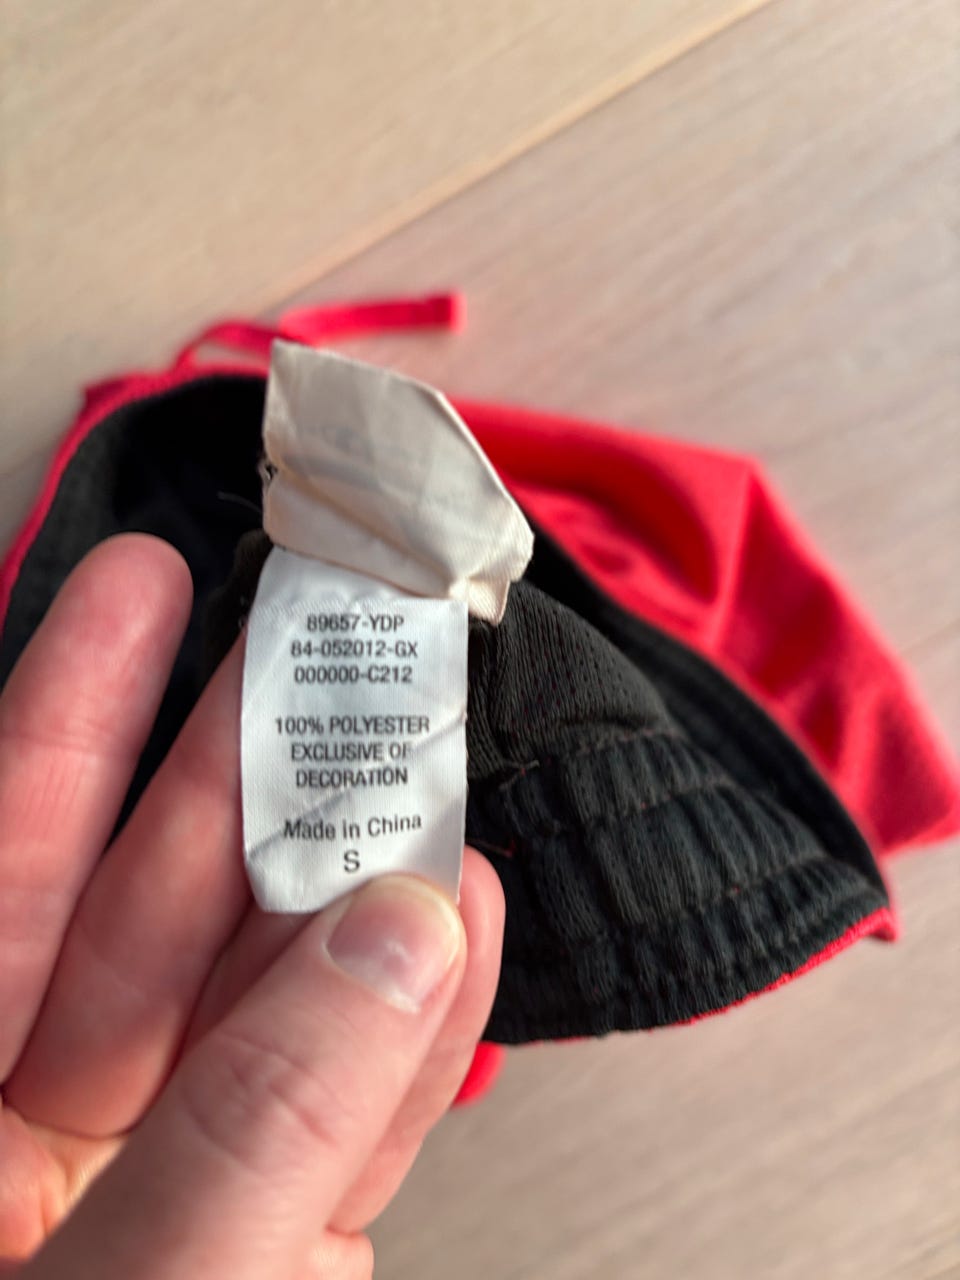 89657-YDP
84-052012-GX
000000-C212
100% POLYESTER
EXCLUSIVE OF
DECORATION
Made in China
S